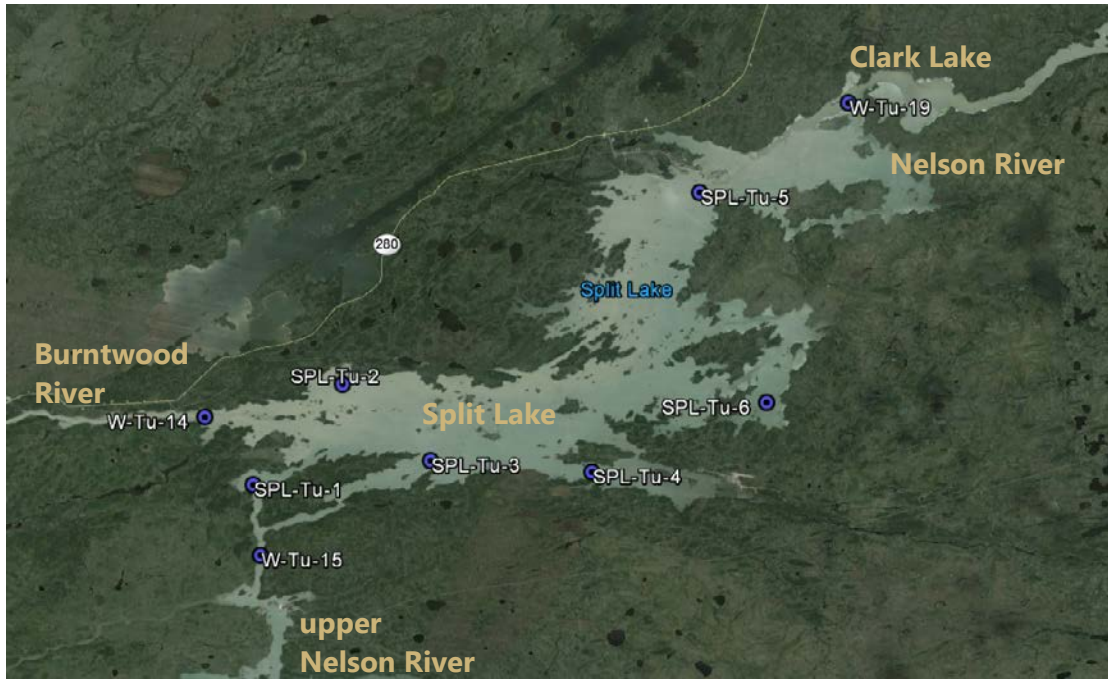 Clark Lake
W-Tu-19
Nelson River
SPL-Tu-5
280
Split Lake
Burntwood
River
SPL-Tu-2
SPL-Tu-6
W-Tu-14
Split Lake
SPL-Tu-3
SPL-Tu-4
SPL-Tu-1
W-Tu-15
upper
Nelson River